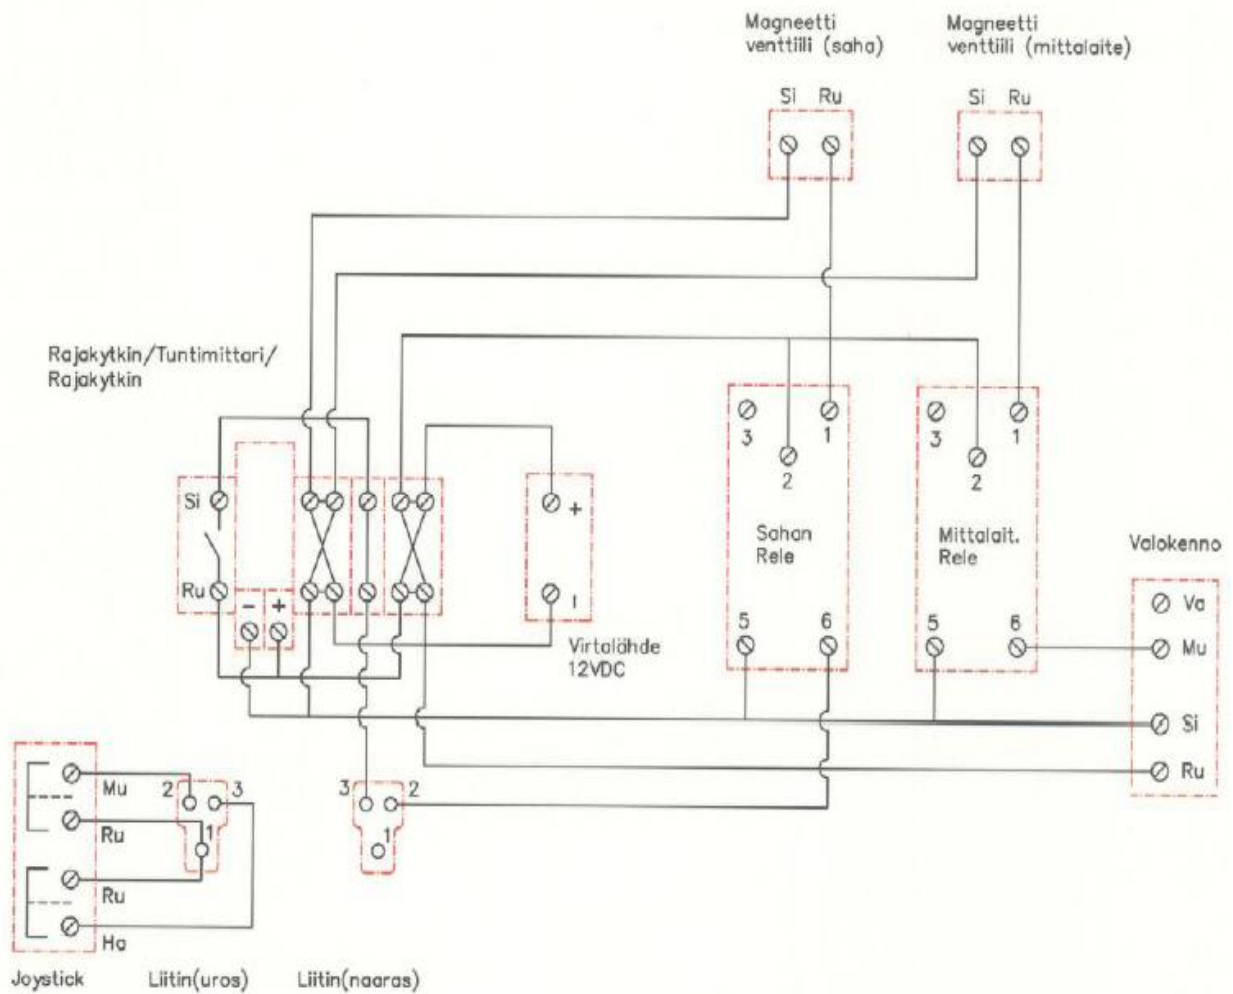 Magneetti
venttiili (saha)
Magneetti
venttiili (mittalaite)
Si Ru
Si Ru
Rajakytkin/Tuntimittari/
Rajakytkin
3
1
2
3
1
2
Si
+
Sahan
Rele
Mittalait.
Rele
Valokenno
Ru
- +
I
Va
5 6
5 6
Mu
Virtalähde
12VDC
Si
Ru
Mu
2 3
3 2
1
1
Ru
Ru
Ha
Joystick
Liitin(uros)
Liitin(naaras)